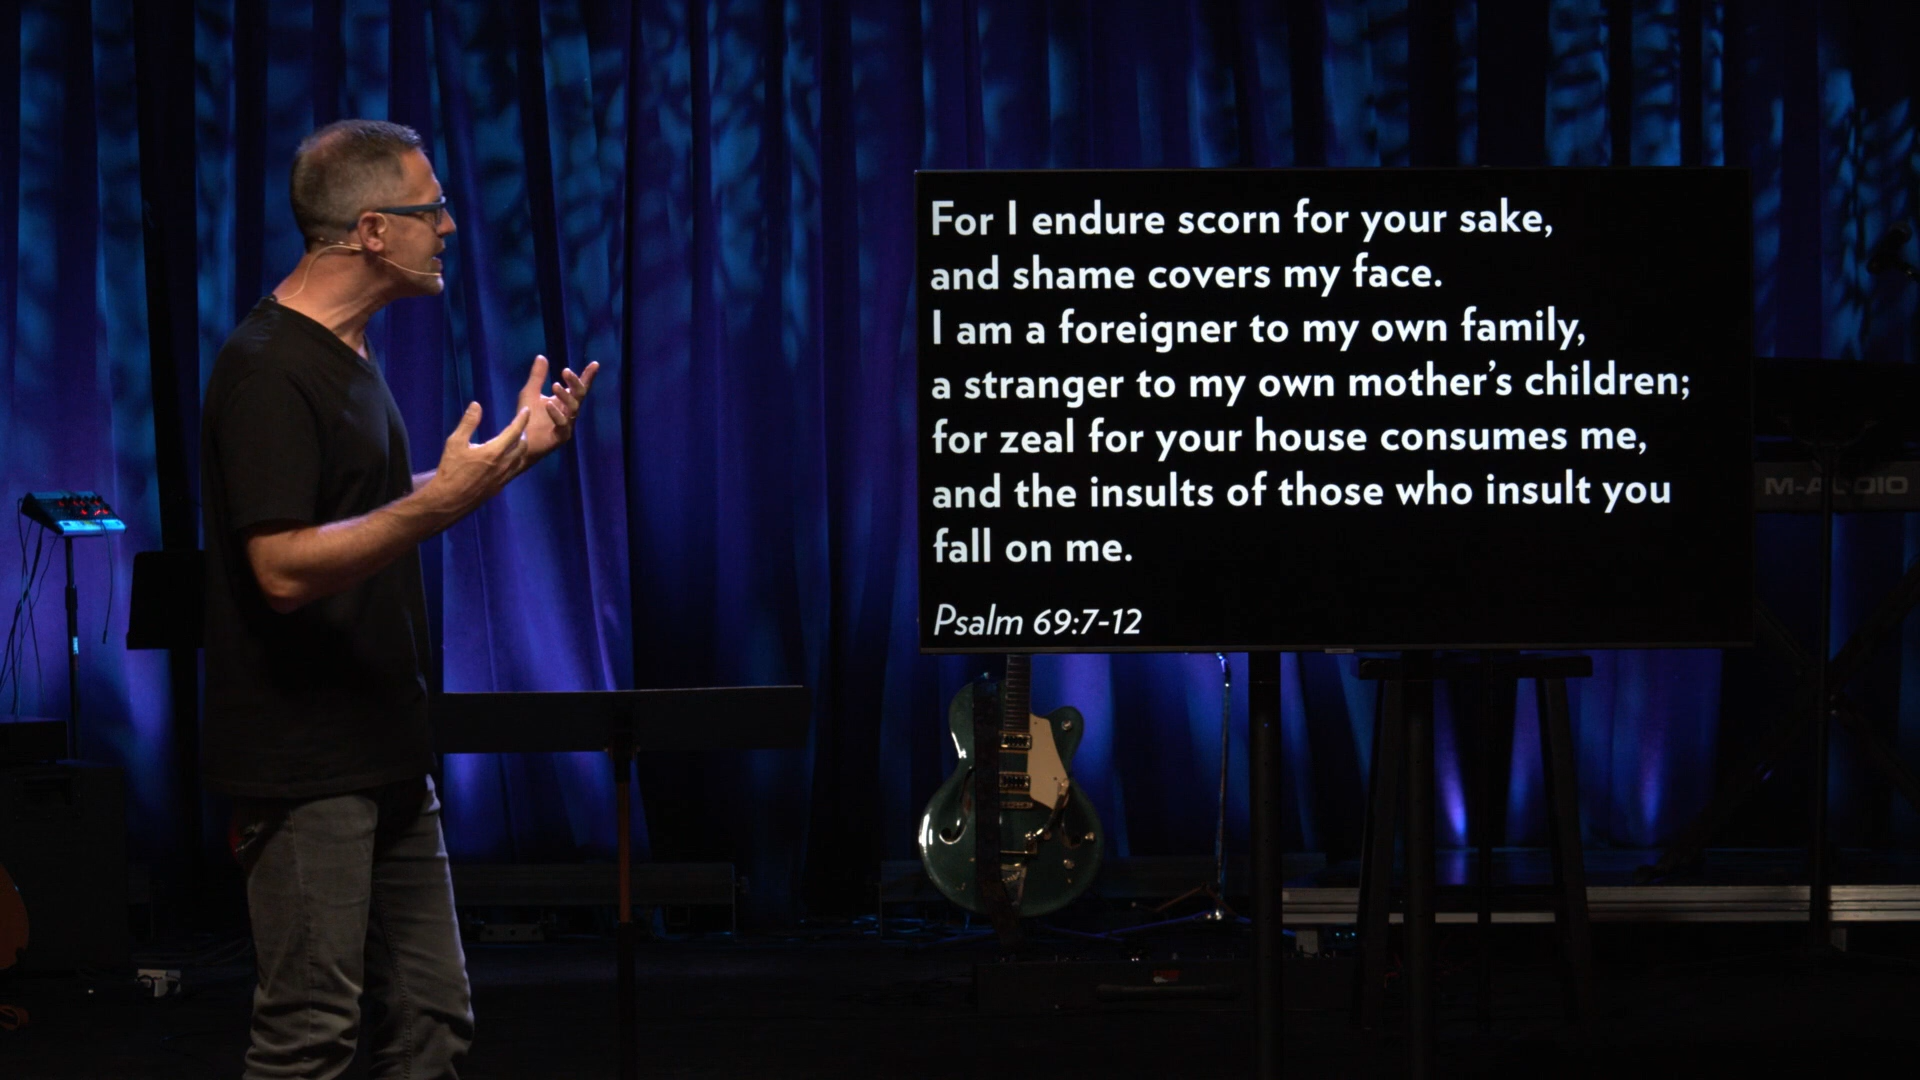 For I endure scorn for your sake,
and shame covers my face.
I am a foreigner to my own family,
a stranger to my own mother’s children;
for zeal for your house consumes me,
and the insults of those who insult you
fall on me.
Psalm 69:7-12
M-AUDIO